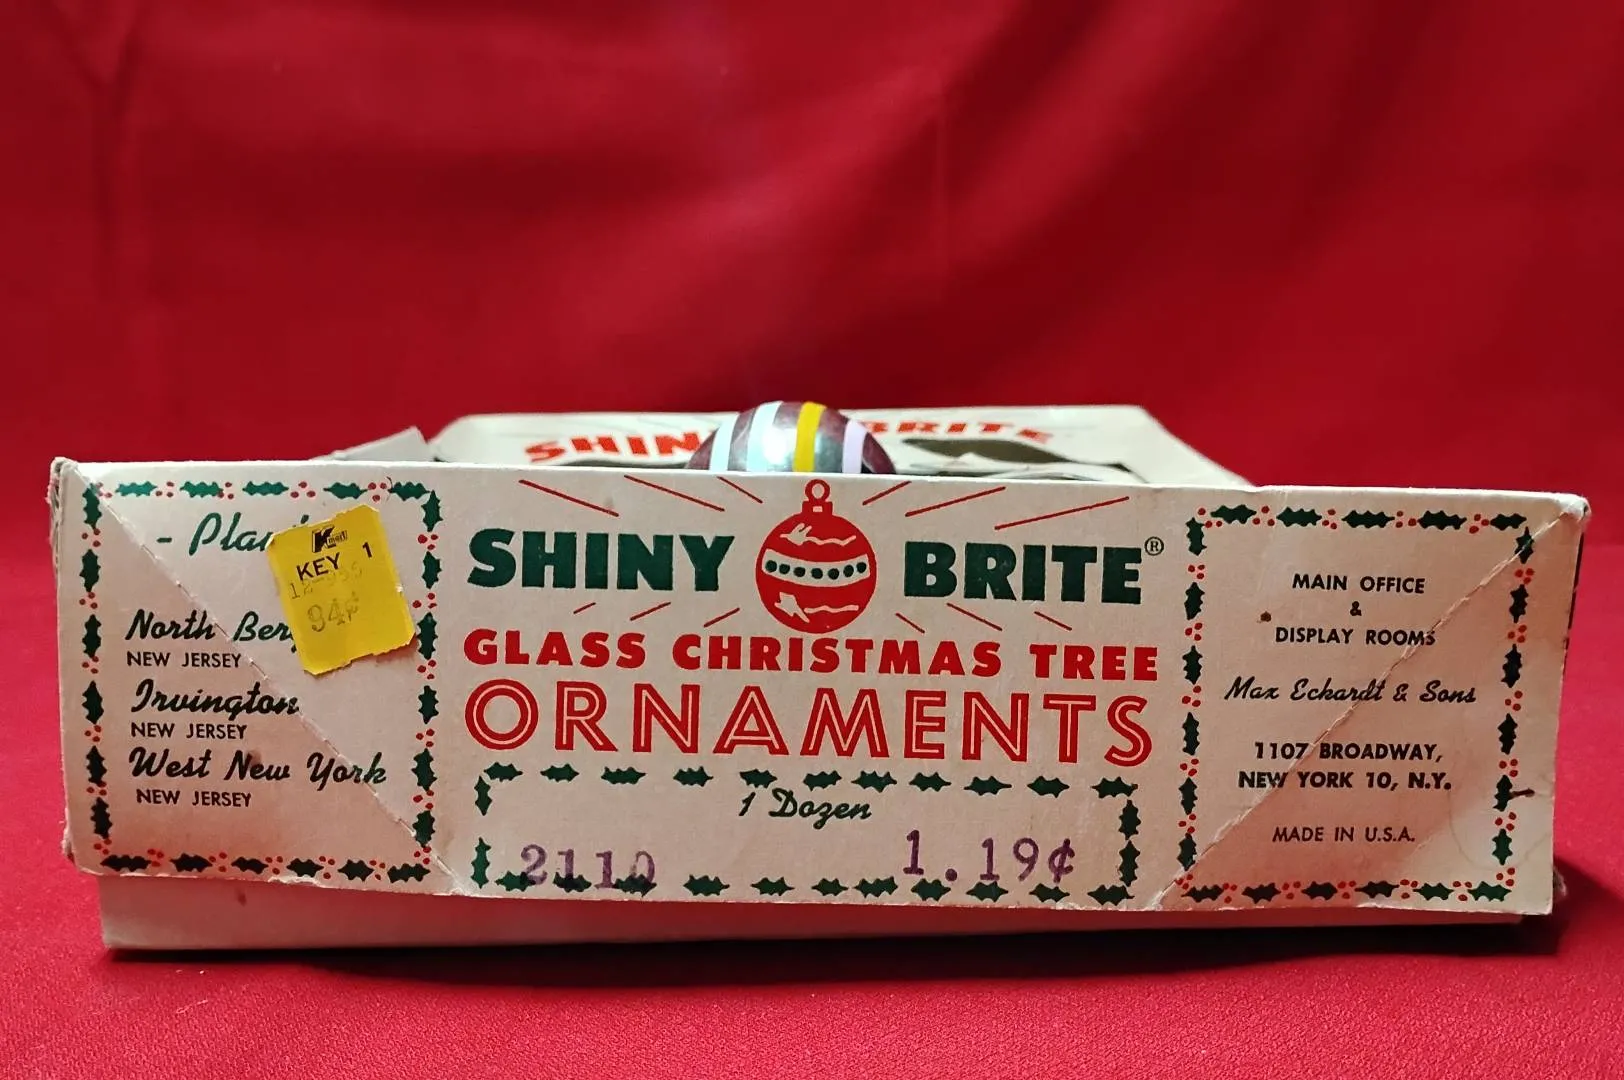 SHIN BRITE
- Plan
Kmart
KEY 1
94¢
North Ber
NEW JERSEY
Irvington
NEW JERSEY
West New York
NEW JERSEY
SHINY BRITE®
GLASS CHRISTMAS TREE
ORNAMENTS
1 Dozen
2110 1.19¢
MAIN OFFICE
&
DISPLAY ROOMS
Max Eckardt & Sons
1107 BROADWAY,
NEW YORK 10, N.Y.
MADE IN U.S.A.